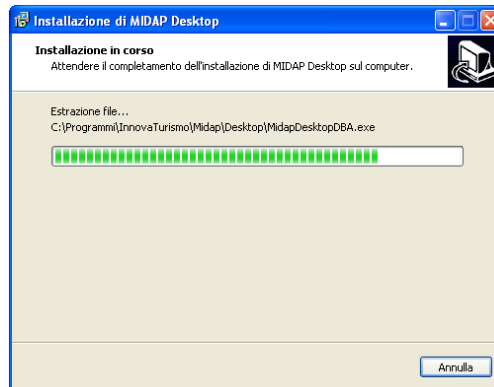 Installazione di MIDAP Desktop
Installazione in corso
Attendere il completamento dell'installazione di MIDAP Desktop sul computer.
Estrazione file...
C:\Programmi\InnovaTurismo\Midap\Desktop\MidapDesktopDBA.exe
Annulla